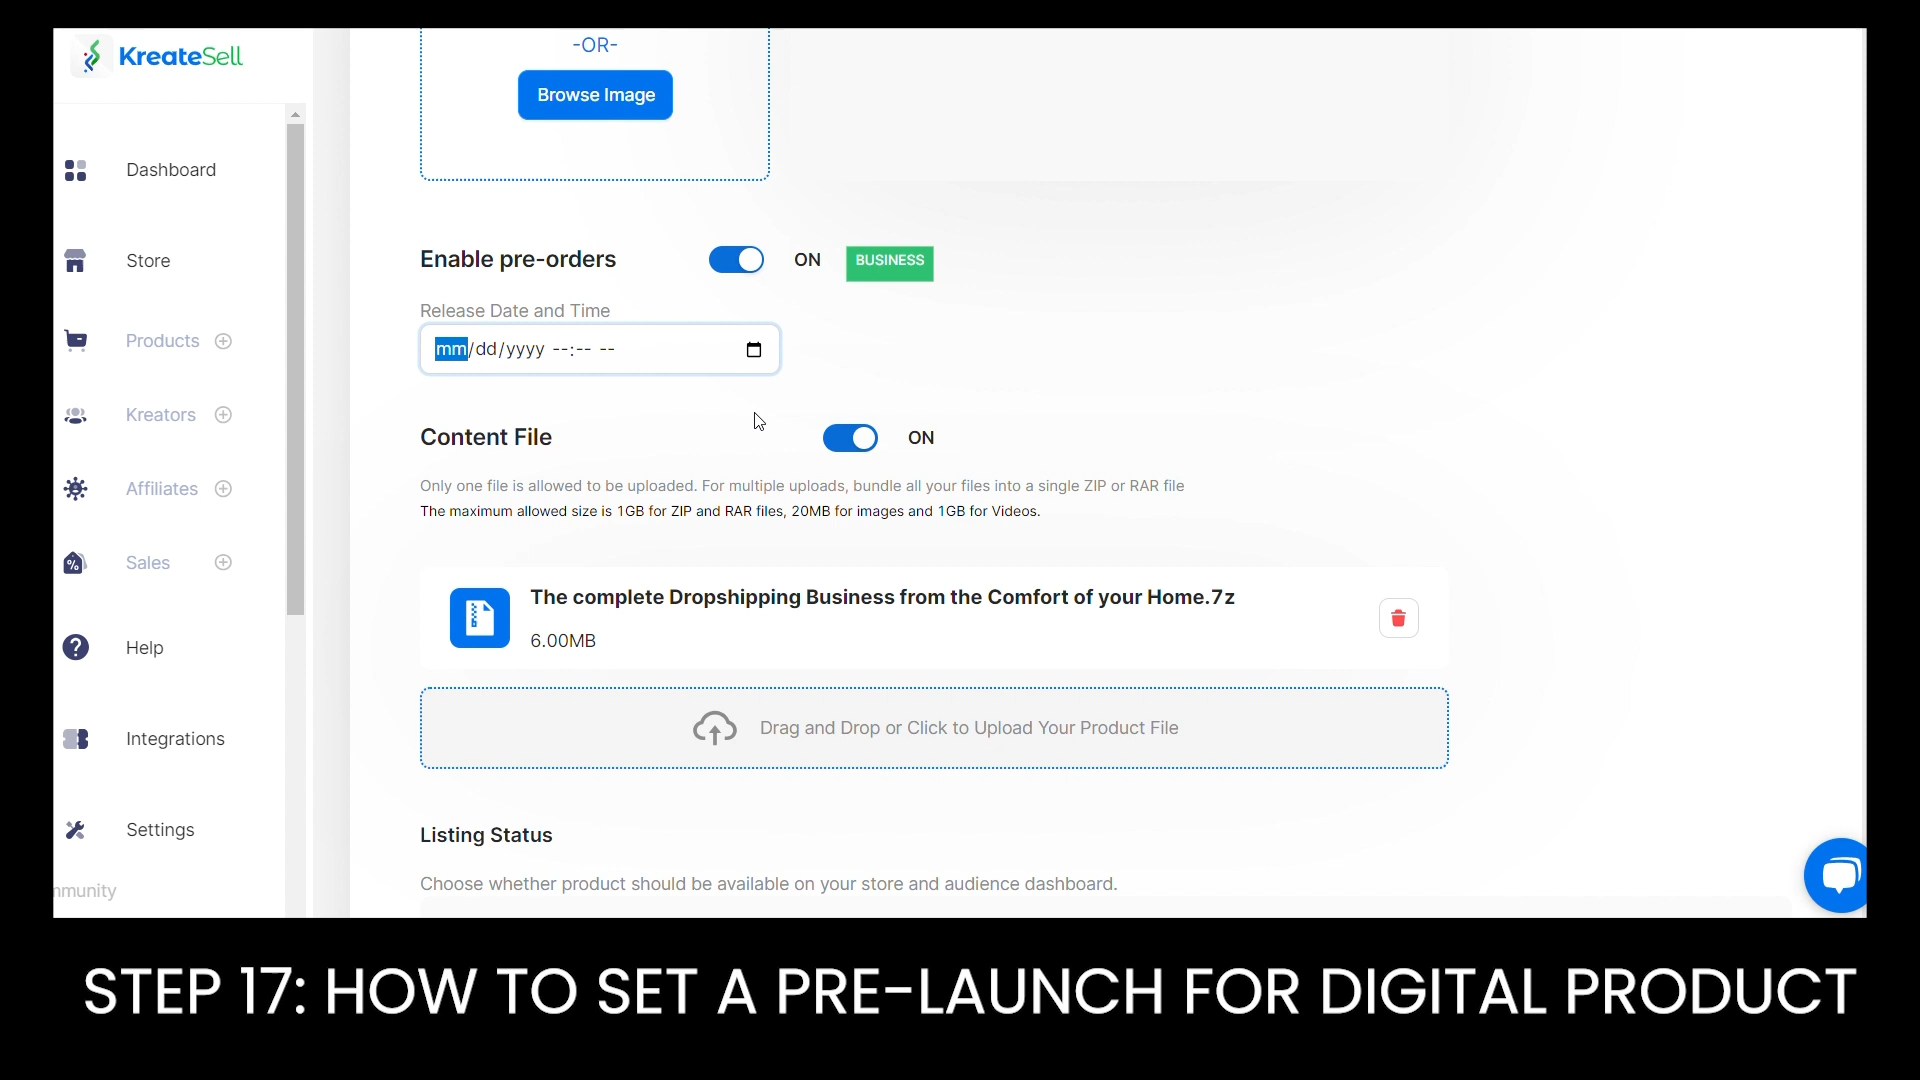 KreateSell
-OR-
Browse Image
Dashboard
Store
Products
Kreators
Affiliates
Sales
Help
Integrations
Settings
mmunity
Enable pre-orders
ON
BUSINESS
Release Date and Time
mm/dd/yyyy --:-- --
Content File
ON
Only one file is allowed to be uploaded. For multiple uploads, bundle all your files into a single ZIP or RAR file
The maximum allowed size is 1GB for ZIP and RAR files, 20MB for images and 1GB for Videos.
The complete Dropshipping Business from the Comfort of your Home.7z
6.00MB
Drag and Drop or Click to Upload Your Product File
Listing Status
Choose whether product should be available on your store and audience dashboard.
STEP 17: HOW TO SET A PRE-LAUNCH FOR DIGITAL PRODUCT